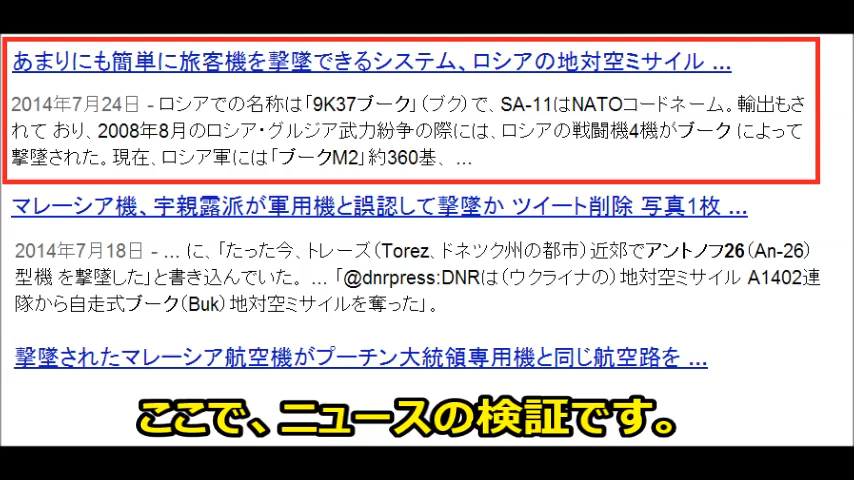 あまりにも簡単に旅客機を撃墜できるシステム、ロシアの地対空ミサイル ...
2014年7月24日 - ロシアでの名称は「9K37ブーク」（ブク）で、SA-11はNATOコードネーム。輸出もさ
れて おり、2008年8月のロシア・グルジア武力紛争の際には、ロシアの戦闘機4機がブーク によって
撃墜された。現在、ロシア軍には「ブークM2」約360基、 ...
マレーシア機、宇親露派が軍用機と誤認して撃墜か ツイート削除 写真1枚 ...
2014年7月18日 - ... に、「たった今、トレーズ（Torez、ドネツク州の都市）近郊でアントノフ26（An-26）
型機 を撃墜した」と書き込んでいた。 ... 「@dnrpress:DNRは（ウクライナの）地対空ミサイル A1402連
隊から自走式ブーク（Buk）地対空ミサイルを奪った」。
撃墜されたマレーシア航空機がプーチン大統領専用機と同じ航空路を ...
ここで、ニュースの検証です。